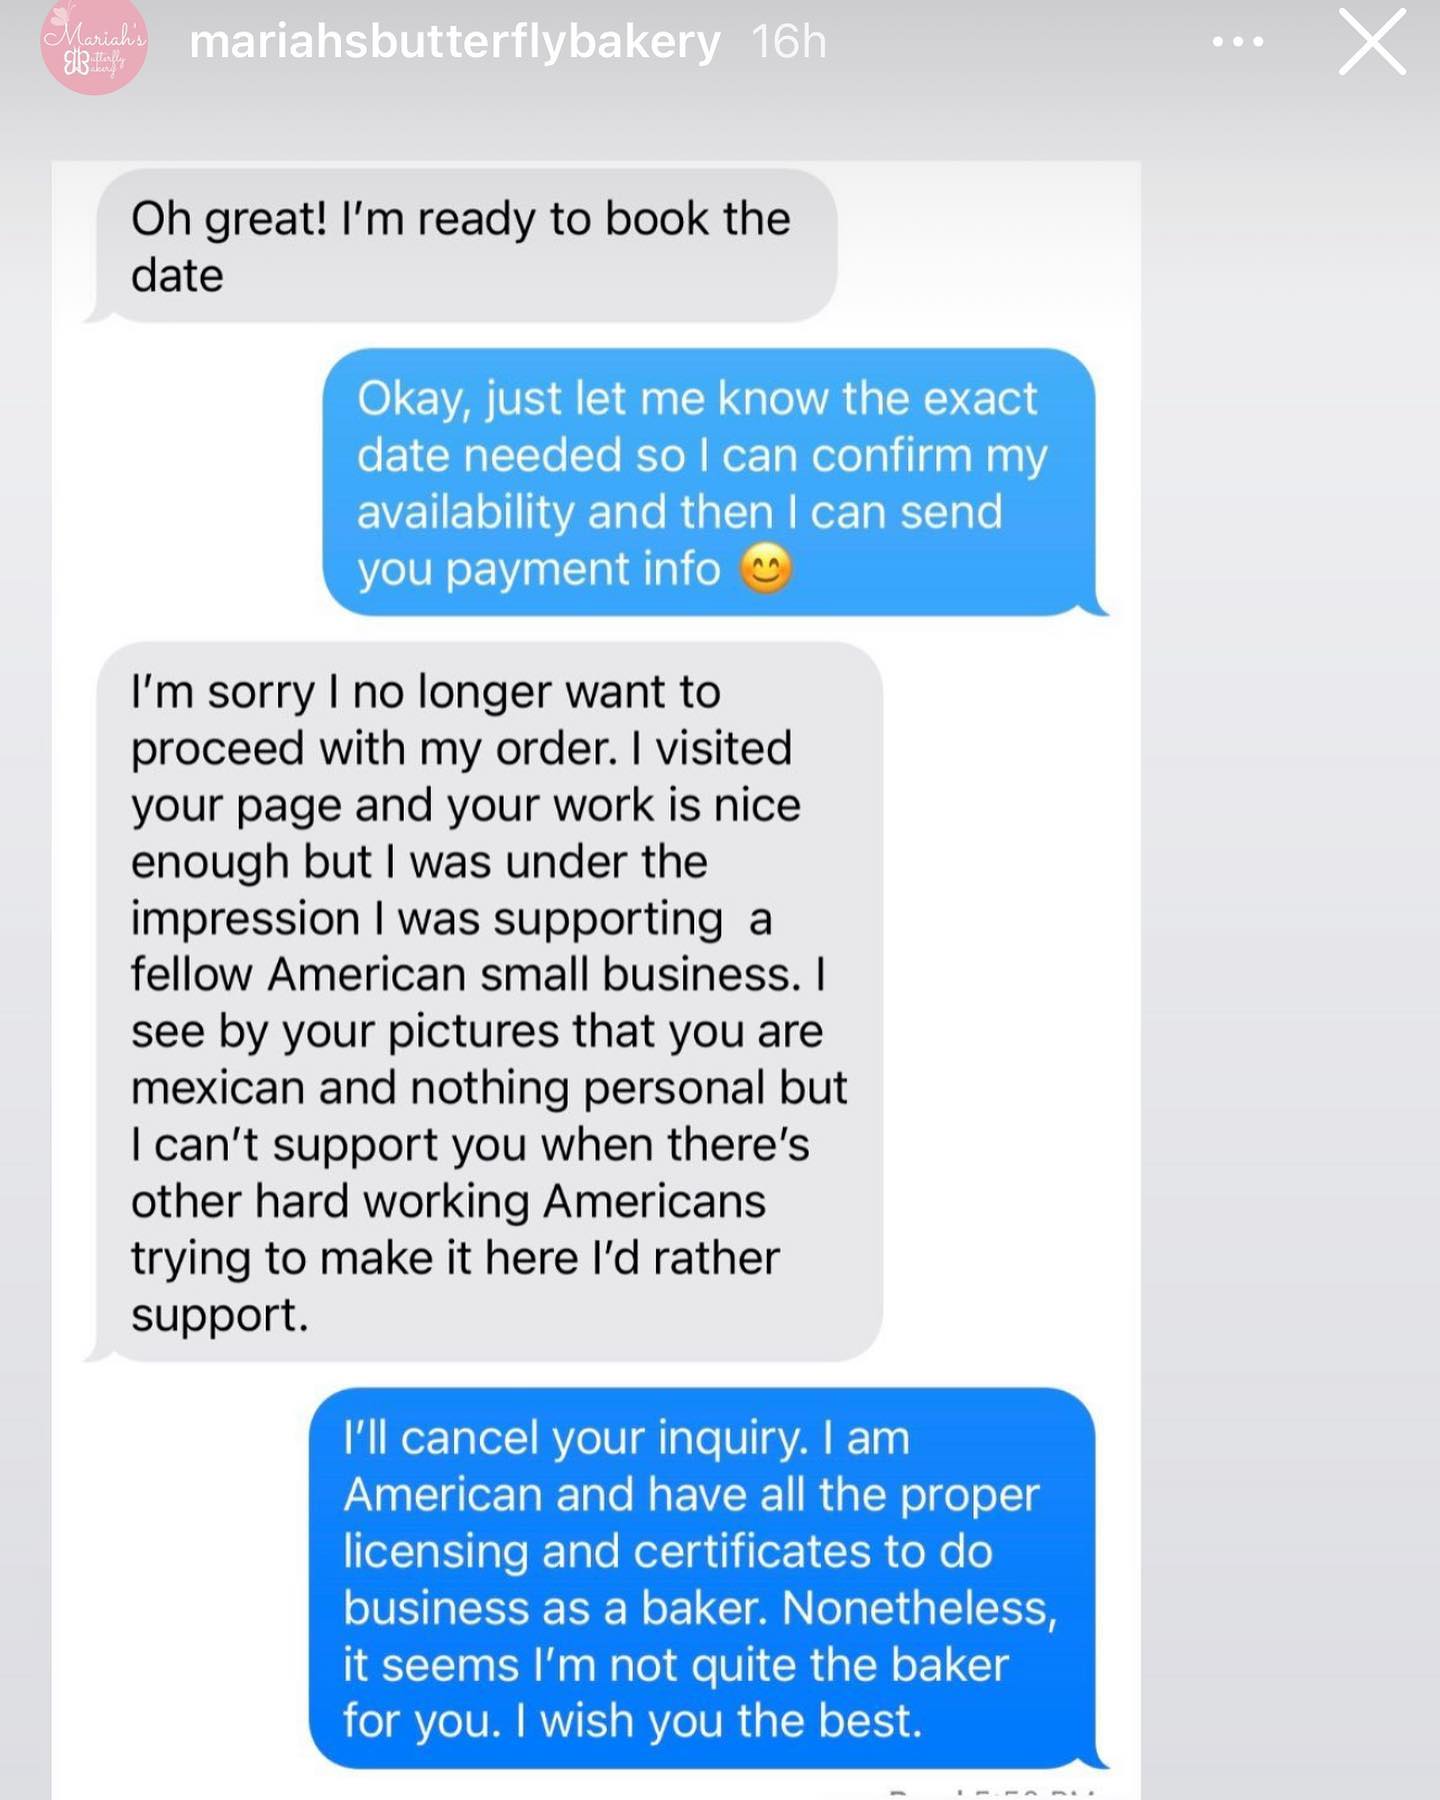 Mariah's
Butterfly
Bakery
mariahsbutterflybakery 16h
Oh great! I'm ready to book the
date
Okay, just let me know the exact
date needed so I can confirm my
availability and then I can send
you payment info 😊
I'm sorry I no longer want to
proceed with my order. I visited
your page and your work is nice
enough but I was under the
impression I was supporting  a
fellow American small business. I
see by your pictures that you are
mexican and nothing personal but
I can't support you when there's
other hard working Americans
trying to make it here I'd rather
support.
I'll cancel your inquiry. I am
American and have all the proper
licensing and certificates to do
business as a baker. Nonetheless,
it seems I'm not quite the baker
for you. I wish you the best.